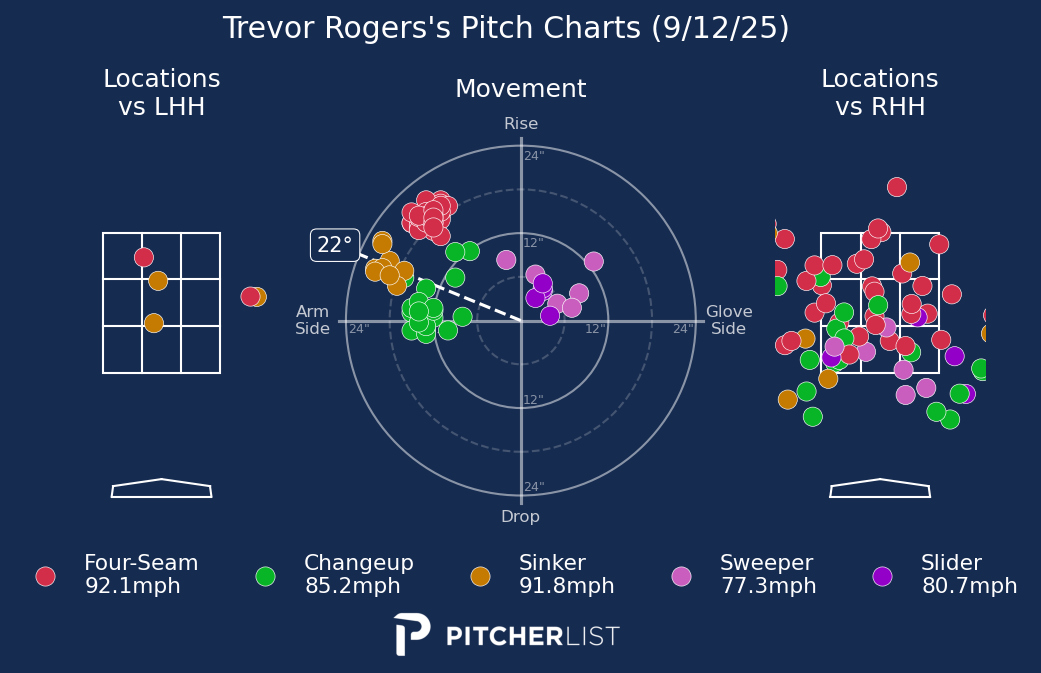 Trevor Rogers's Pitch Charts (9/12/25)
Locations
vs LHH
Movement
Locations
vs RHH
Rise
24"
12"
22°
Arm
Side
24"
12"
24"
Glove
Side
12"
24"
Drop
Four-Seam
92.1mph
Changeup
85.2mph
Sinker
91.8mph
Sweeper
77.3mph
Slider
80.7mph
PITCHERLIST